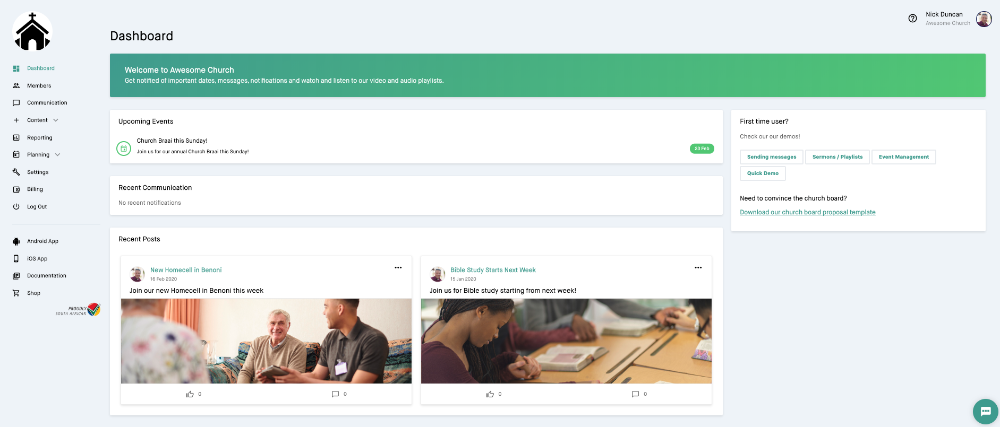 Nick Duncan
Awesome Church
Dashboard
Dashboard
Members
Communication
Content
Reporting
Planning
Settings
Billing
Log Out
Android App
iOS App
Documentation
Shop
PROUDLY
SOUTH AFRICAN
Welcome to Awesome Church
Get notified of important dates, messages, notifications and watch and listen to our video and audio playlists.
Upcoming Events
Church Braai this Sunday!
Join us for our annual Church Braai this Sunday!
23 Feb
Recent Communication
No recent notifications
Recent Posts
New Homecell in Benoni
16 Feb 2020
Join our new Homecell in Benoni this week
0
0
Bible Study Starts Next Week
15 Jan 2020
Join us for Bible study starting from next week!
0
0
First time user?
Check our our demos!
Sending messages
Sermons / Playlists
Event Management
Quick Demo
Need to convince the church board?
Download our church board proposal template